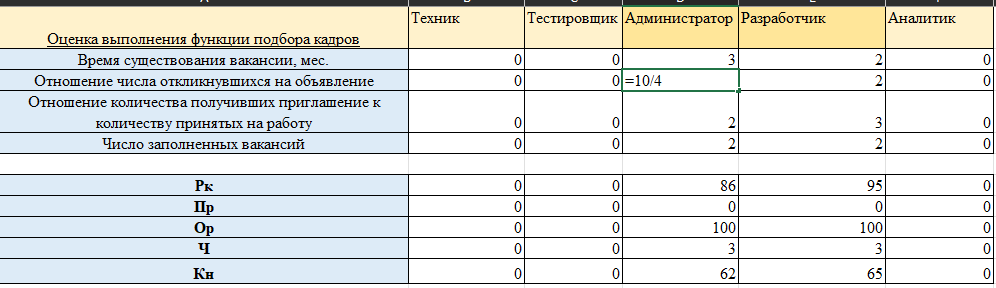 Оценка выполнения функции подбора кадров Техник Тестировщик Администратор Разработчик Аналитик
Время существования вакансии, мес. 0 0 3 2 0
Отношение числа откликнувшихся на объявление 0 0 =10/4 2 0
Отношение количества получивших приглашение к
количеству принятых на работу 0 0 2 3 0
Число заполненных вакансий 0 0 2 2 0
Рк 0 0 86 95 0
Пр 0 0 0 0 0
Ор 0 0 100 100 0
Ч 0 0 3 3 0
Кн 0 0 62 65 0